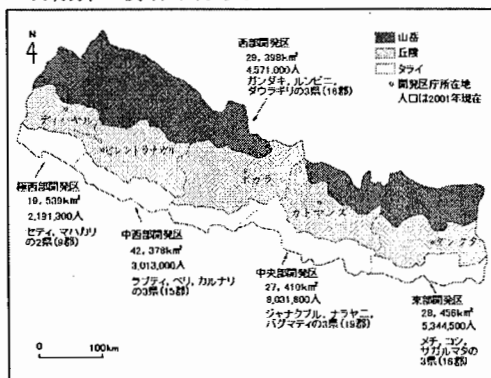 N
西部開発区
29,398km²
4,571,000人
ガンダキ, ルンビニ,
ダウラギリの3県(16郡)
山岳
丘陵
タライ
開発区庁所在地
人口は2001年現在
ディパヤル
ビレンドラナガル
ポカラ
カトマンズ
ダンクタ
極西部開発区
19,539km²
2,191,300人
セティ, マハカリ
の2県(9郡)
中西部開発区
42,378km²
3,013,000人
ラプティ, ベリ, カルナリ
の3県(15郡)
中央部開発区
27,410km²
8,031,600人
ジャナクプル, ナラヤニ,
バグマティの3県(19郡)
東部開発区
28,456km²
5,344,500人
メチ, コシ,
サガルマタの
3県(16郡)
0 100km